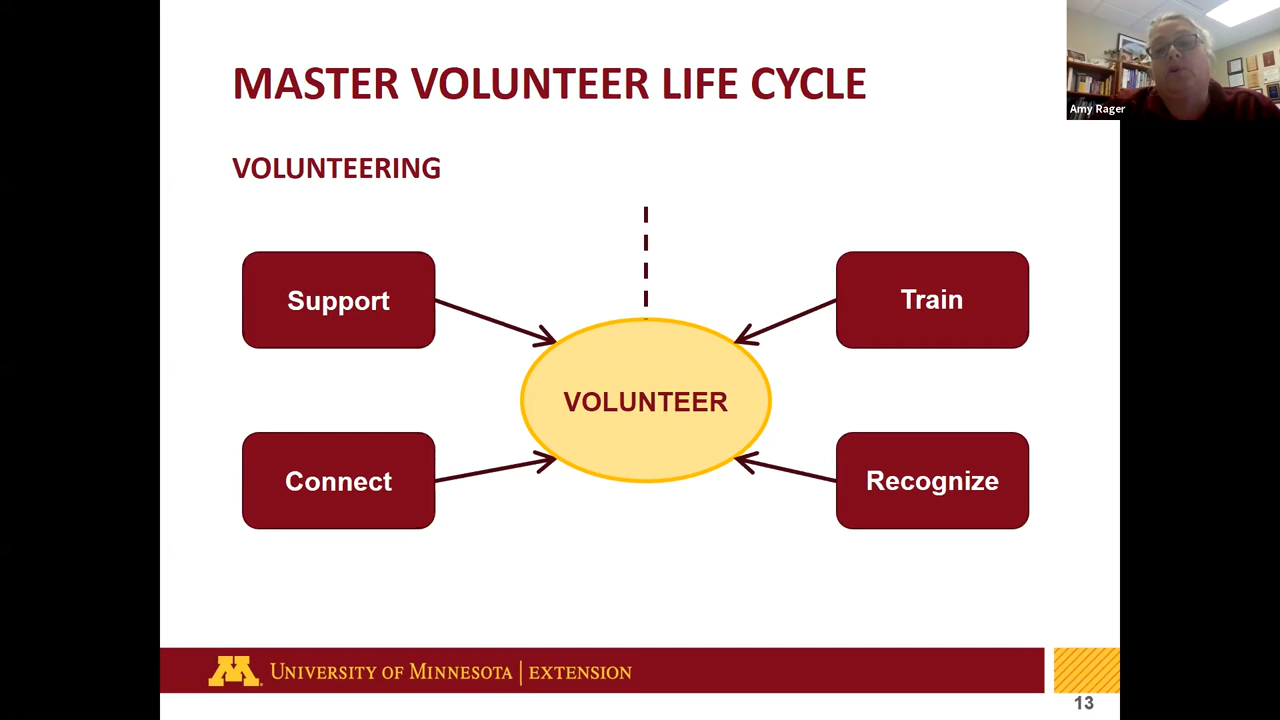 MASTER VOLUNTEER LIFE CYCLE
Amy Rager
VOLUNTEERING
Support
Train
VOLUNTEER
Connect
Recognize
M
UNIVERSITY OF MINNESOTA | EXTENSION
13